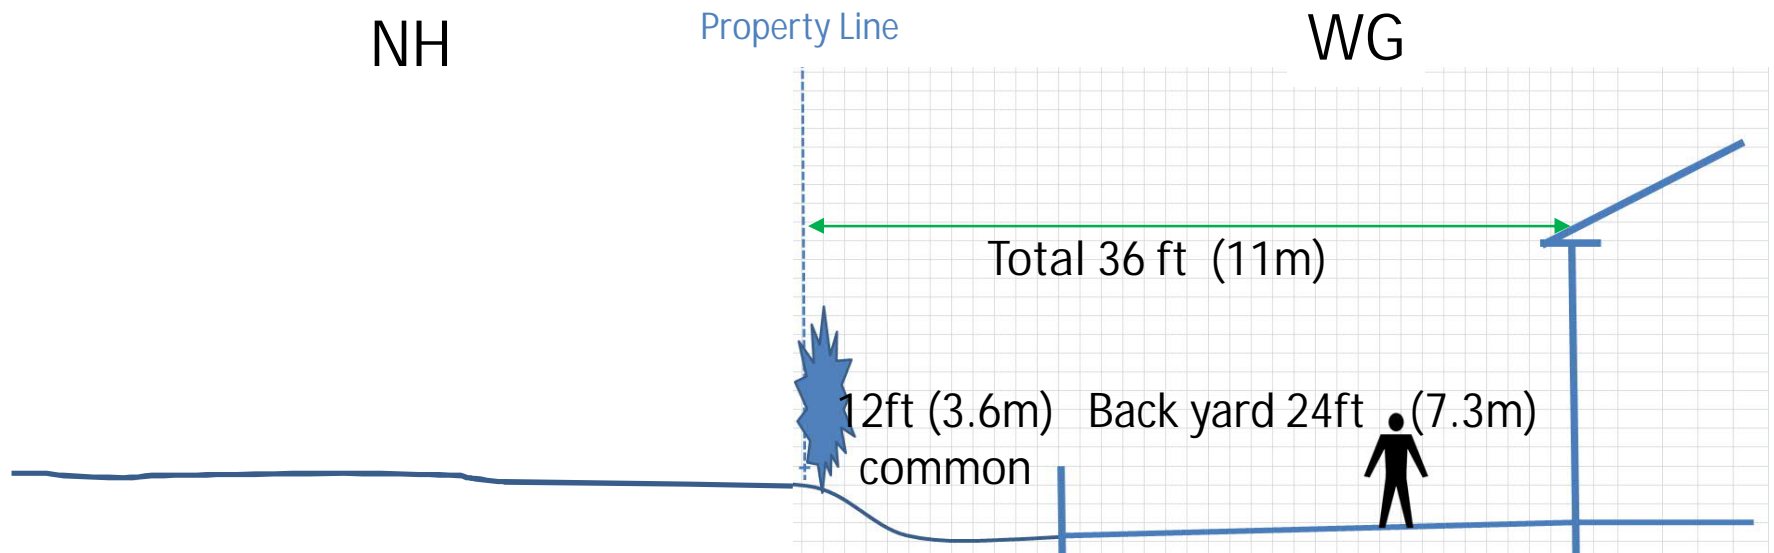 NH
Property Line
WG
Total 36 ft (11m)
12ft (3.6m) Back yard 24ft (7.3m)
common